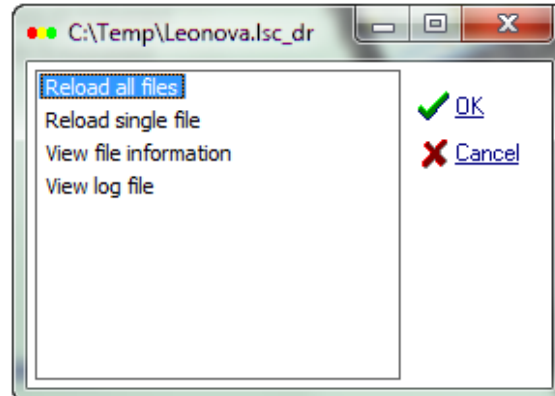 C:\Temp\Leonova.lsc_dr
Reload all files
Reload single file
View file information
View log file
OK
Cancel